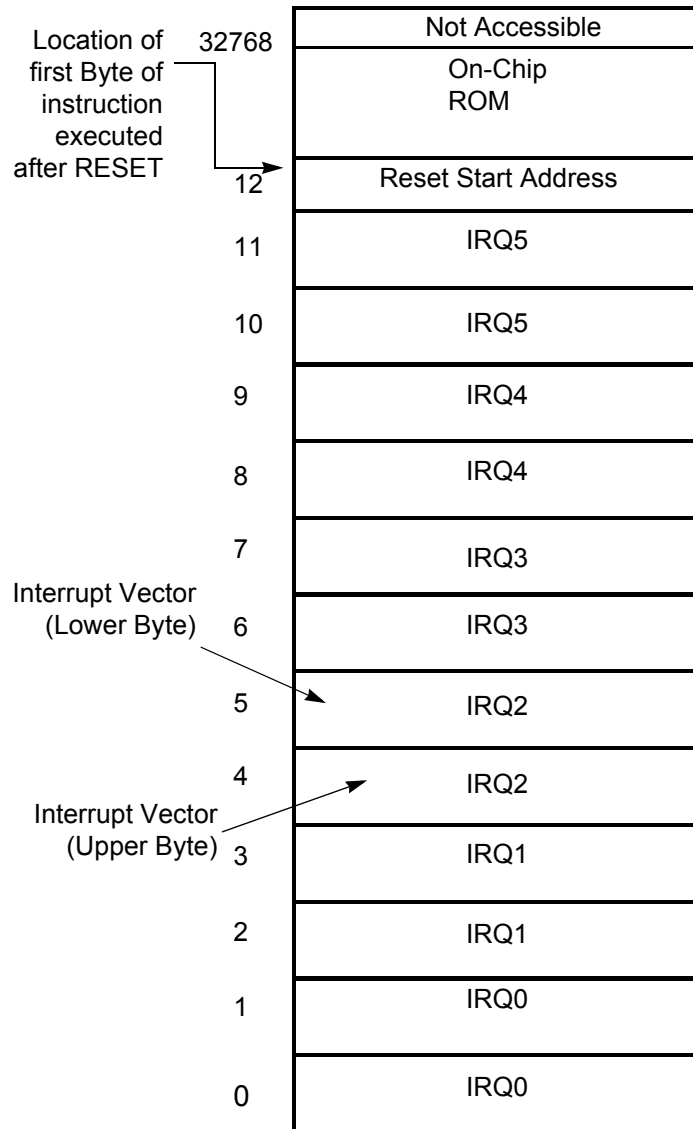 Location of
first Byte of
instruction
executed
after RESET
32768
Not Accessible
On-Chip
ROM
12
Reset Start Address
11
IRQ5
10
IRQ5
9
IRQ4
8
IRQ4
7
IRQ3
Interrupt Vector
(Lower Byte)
6
IRQ3
5
IRQ2
4
IRQ2
Interrupt Vector
(Upper Byte)
3
IRQ1
2
IRQ1
1
IRQ0
0
IRQ0